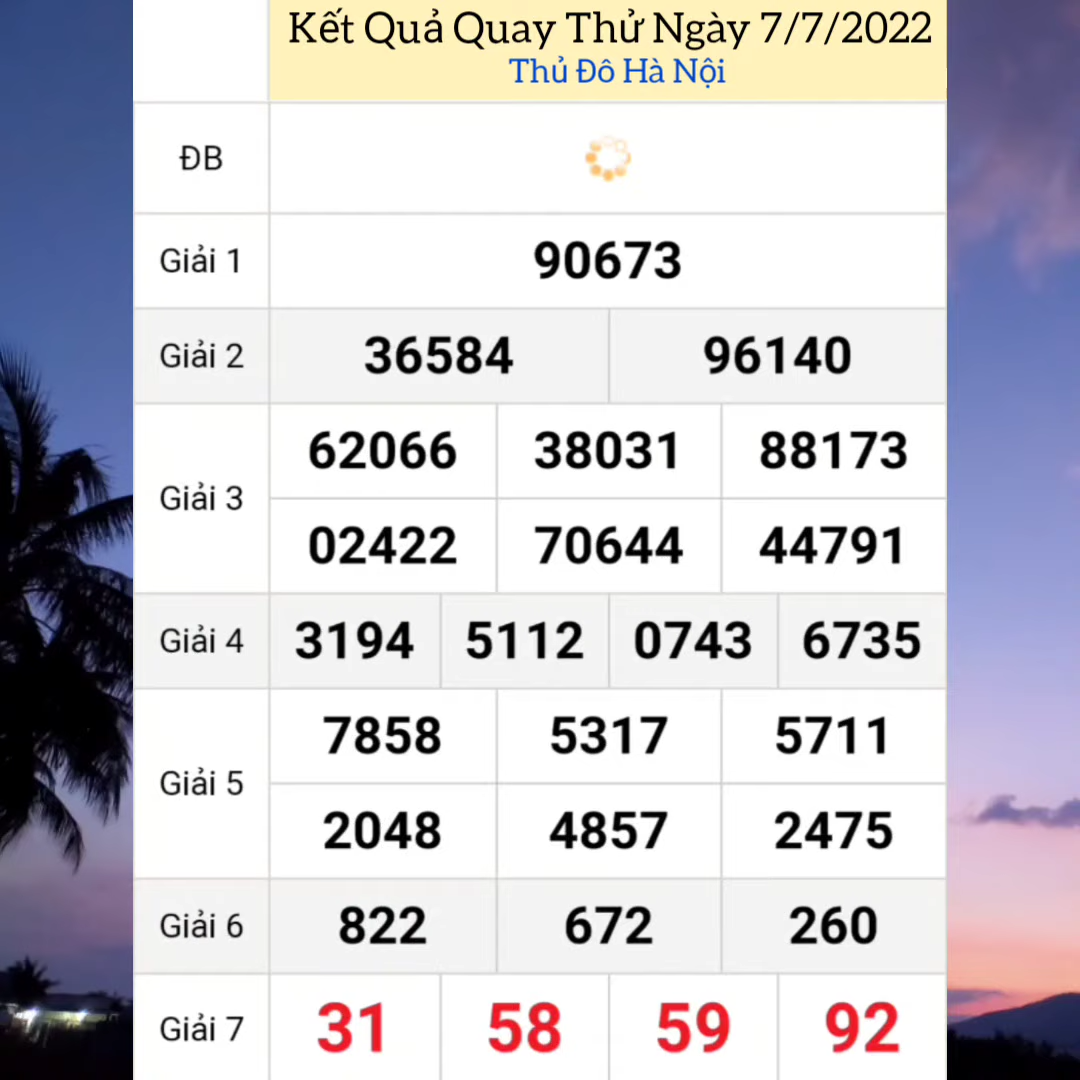 Kết Quả Quay Thử Ngày 7/7/2022
Thủ Đô Hà Nội
ĐB
Giải 1 90673
Giải 2 36584 96140
Giải 3 62066 38031 88173
02422 70644 44791
Giải 4 3194 5112 0743 6735
Giải 5 7858 5317 5711
2048 4857 2475
Giải 6 822 672 260
Giải 7 31 58 59 92